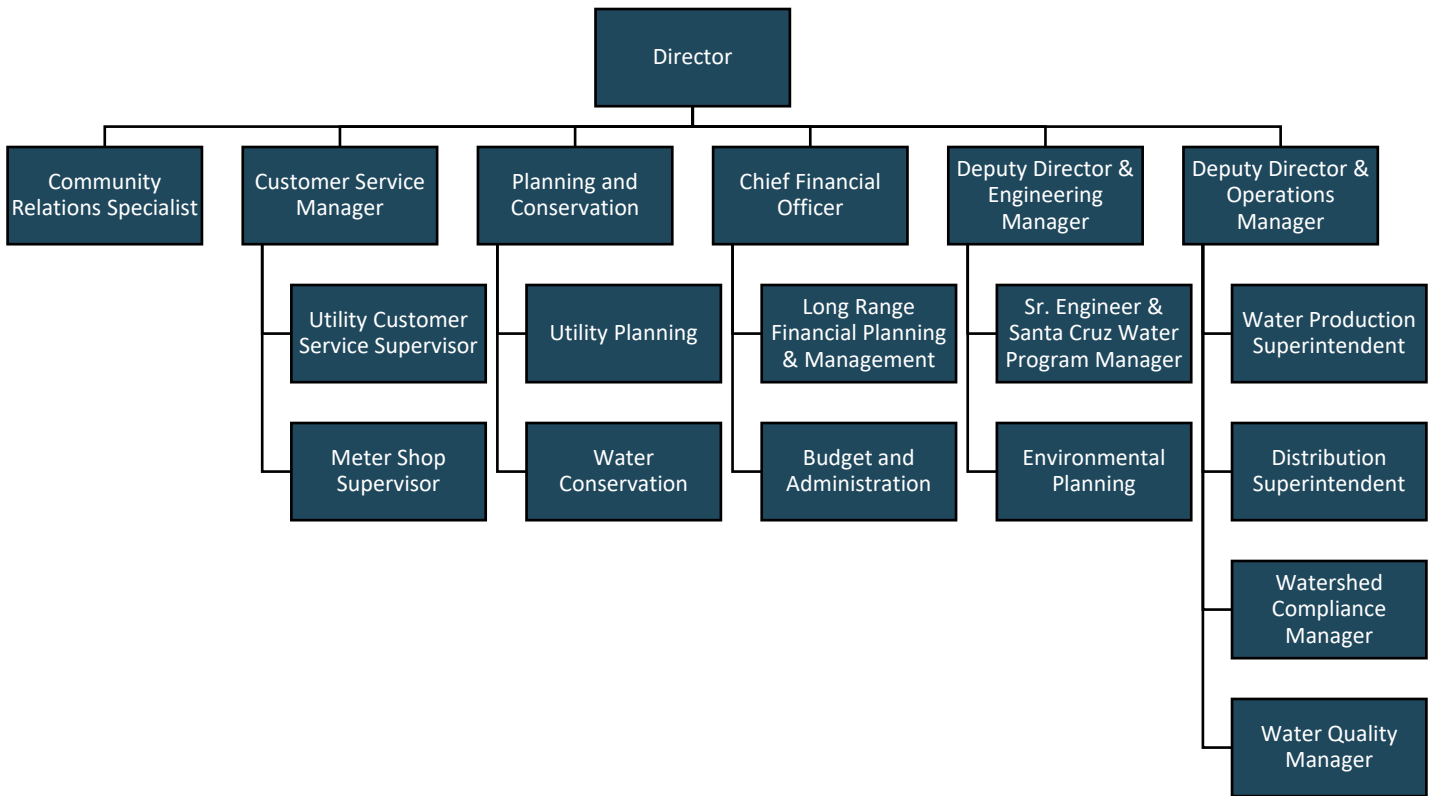 Director
Community
Relations Specialist
Customer Service
Manager
Planning and
Conservation
Chief Financial
Officer
Deputy Director &
Engineering
Manager
Deputy Director &
Operations
Manager
Utility Customer
Service Supervisor
Utility Planning
Long Range
Financial Planning
& Management
Sr. Engineer &
Santa Cruz Water
Program Manager
Water Production
Superintendent
Meter Shop
Supervisor
Water
Conservation
Budget and
Administration
Environmental
Planning
Distribution
Superintendent
Watershed
Compliance
Manager
Water Quality
Manager